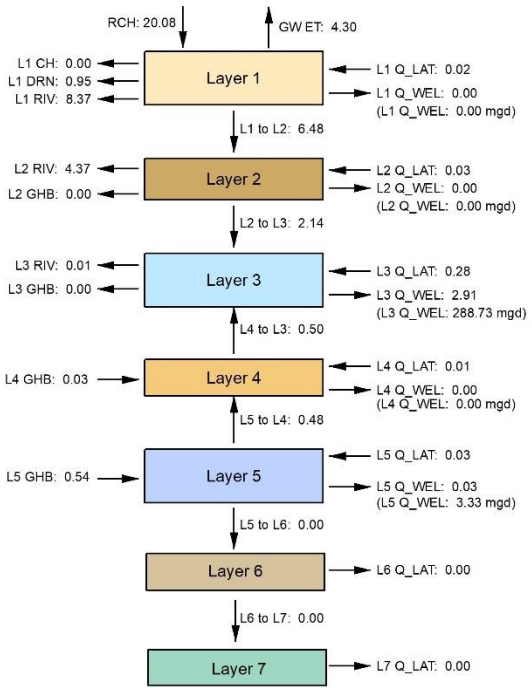 RCH: 20.08
GW ET: 4.30
L1 CH: 0.00
L1 DRN: 0.95
L1 RIV: 8.37
Layer 1
L1 Q_LAT: 0.02
L1 Q_WEL: 0.00
(L1 Q_WEL: 0.00 mgd)
L1 to L2: 6.48
L2 RIV: 4.37
L2 GHB: 0.00
Layer 2
L2 Q_LAT: 0.03
L2 Q_WEL: 0.00
(L2 Q_WEL: 0.00 mgd)
L2 to L3: 2.14
L3 RIV: 0.01
L3 GHB: 0.00
Layer 3
L3 Q_LAT: 0.28
L3 Q_WEL: 2.91
(L3 Q_WEL: 288.73 mgd)
L4 to L3: 0.50
L4 GHB: 0.03
Layer 4
L4 Q_LAT: 0.01
L4 Q_WEL: 0.00
(L4 Q_WEL: 0.00 mgd)
L5 to L4: 0.48
L5 GHB: 0.54
Layer 5
L5 Q_LAT: 0.03
L5 Q_WEL: 0.03
(L5 Q_WEL: 3.33 mgd)
L5 to L6: 0.00
Layer 6
L6 Q_LAT: 0.00
L6 to L7: 0.00
Layer 7
L7 Q_LAT: 0.00